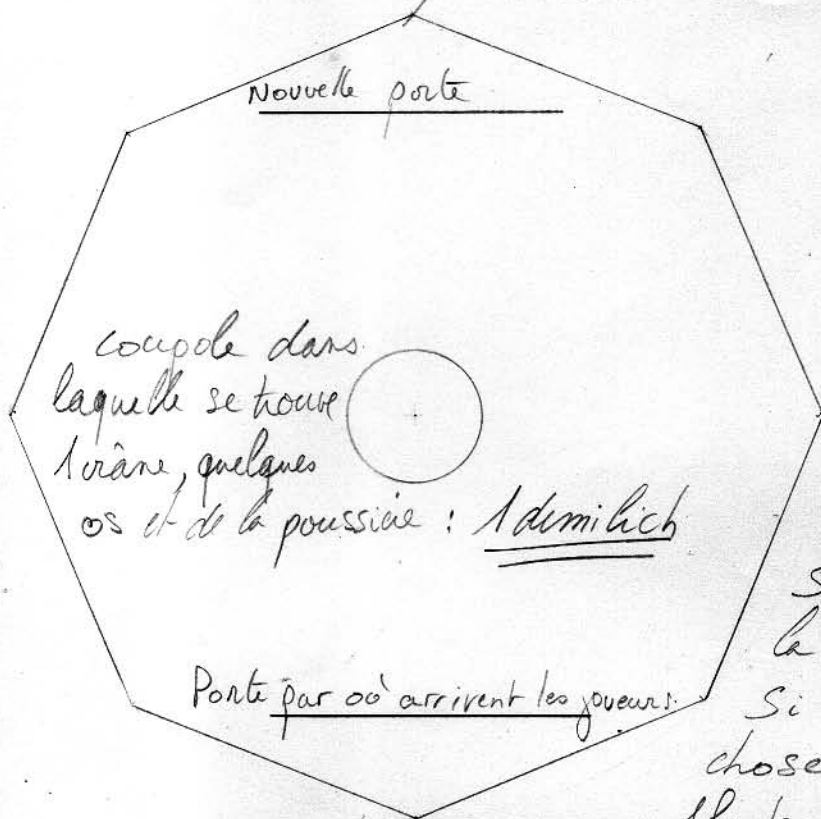 Nouvelle porte
coupole dans
laquelle se trouve
1 crâne, quelques
os et de la poussière : 1 demilich
Porte par où arrivent les joueurs.
la
Si
chose